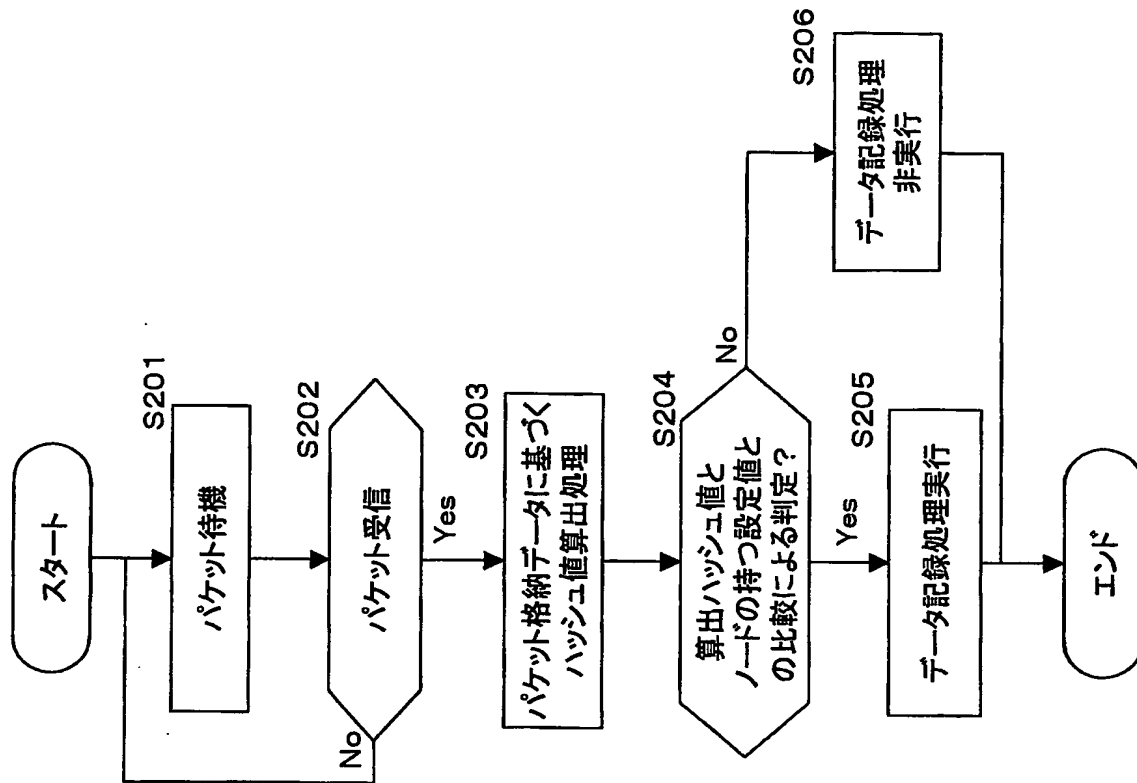 スタート
S201
パケット待機
S202
パケット受信
No
Yes
S203
パケット格納データに基づく
ハッシュ値算出処理
S204
算出ハッシュ値と
ノードの持つ設定値と
の比較による判定?
No
Yes
S205
データ記録処理実行
S206
データ記録処理
非実行
エンド